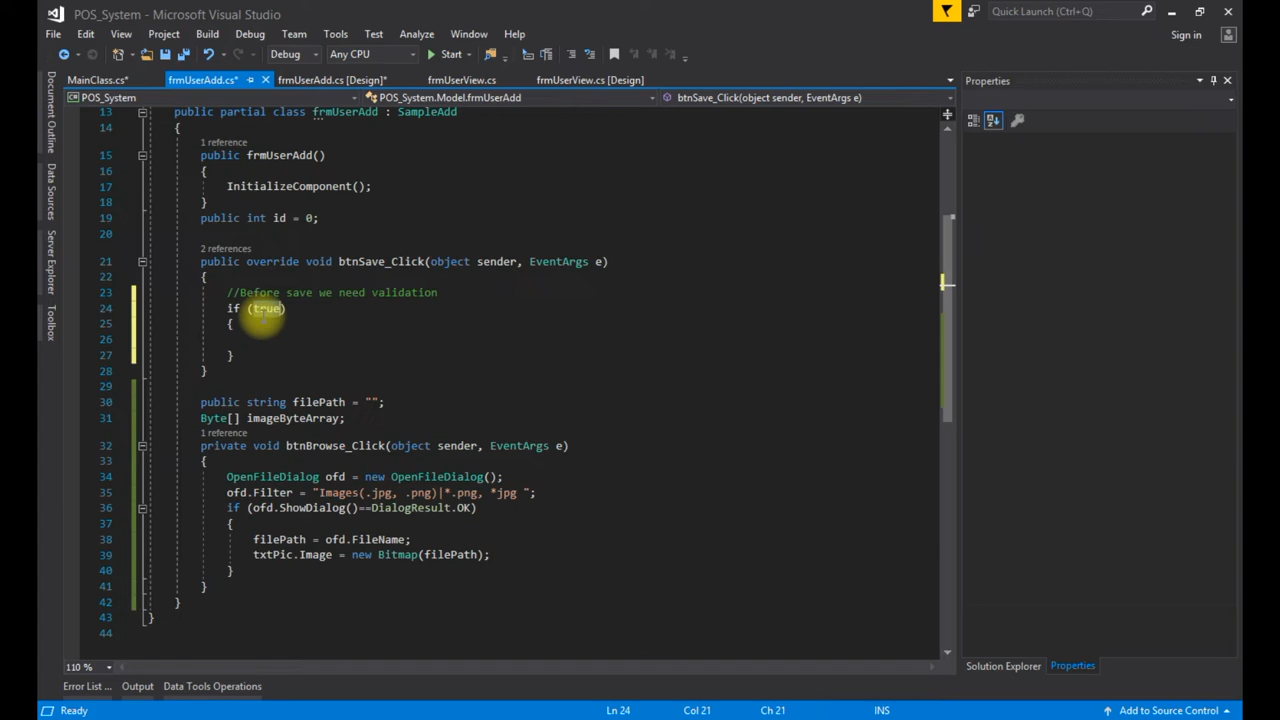 POS_System - Microsoft Visual Studio
Quick Launch (Ctrl+Q)
File Edit View Project Build Debug Team Tools Test Analyze Window Help
Sign in
Debug Any CPU Start
MainClass.cs* frmUserAdd.cs* frmUserAdd.cs [Design]* frmUserView.cs frmUserView.cs [Design]
Properties
POS_System POS_System.Model.frmUserAdd btnSave_Click(object sender, EventArgs e)
Document Outline
Data Sources
Server Explorer
Toolbox
13 public partial class frmUserAdd : SampleAdd
14 {
1 reference
15 public frmUserAdd()
16 {
17 InitializeComponent();
18 }
19 public int id = 0;
20
2 references
21 public override void btnSave_Click(object sender, EventArgs e)
22 {
23 //Before save we need validation
24 if (true)
25 {
26
27 }
28 }
29
30 public string filePath = "";
31 Byte[] imageByteArray;
1 reference
32 private void btnBrowse_Click(object sender, EventArgs e)
33 {
34 OpenFileDialog ofd = new OpenFileDialog();
35 ofd.Filter = "Images(.jpg, .png)|*.png, *jpg ";
36 if (ofd.ShowDialog()==DialogResult.OK)
37 {
38 filePath = ofd.FileName;
39 txtPic.Image = new Bitmap(filePath);
40 }
41 }
42 }
43 }
44
110 %
Solution Explorer Properties
Error List ... Output Data Tools Operations
Ready Ln 24 Col 21 Ch 21 INS Add to Source Control